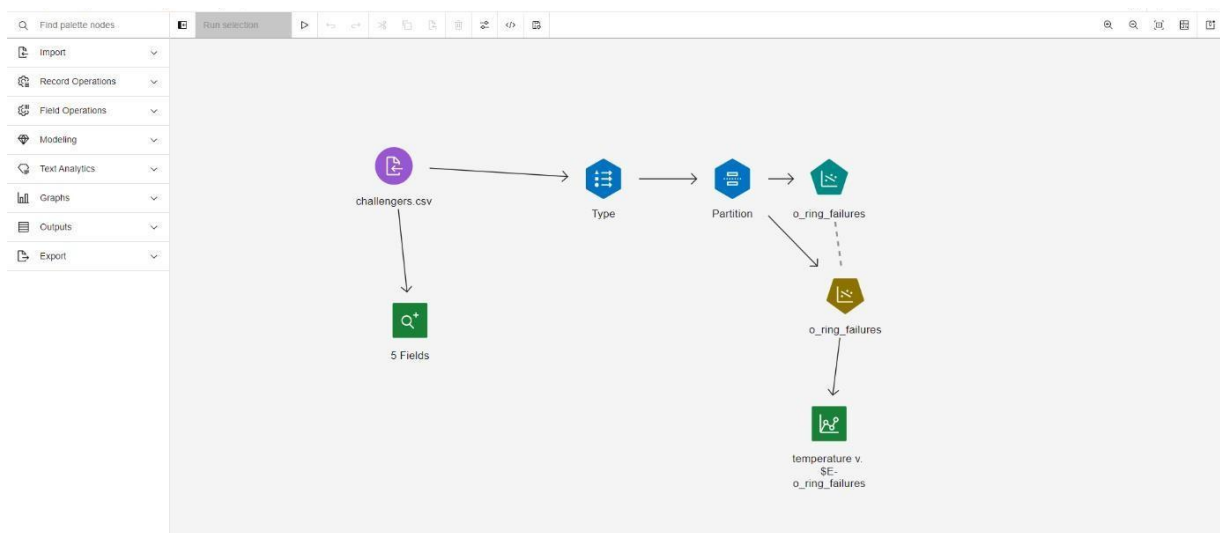 Find palette nodes
Run selection
Import
Record Operations
Field Operations
Modeling
Text Analytics
Graphs
Outputs
Export
challengers.csv
Type
Partition
o_ring_failures
o_ring_failures
5 Fields
temperature v.
$E-
o_ring_failures